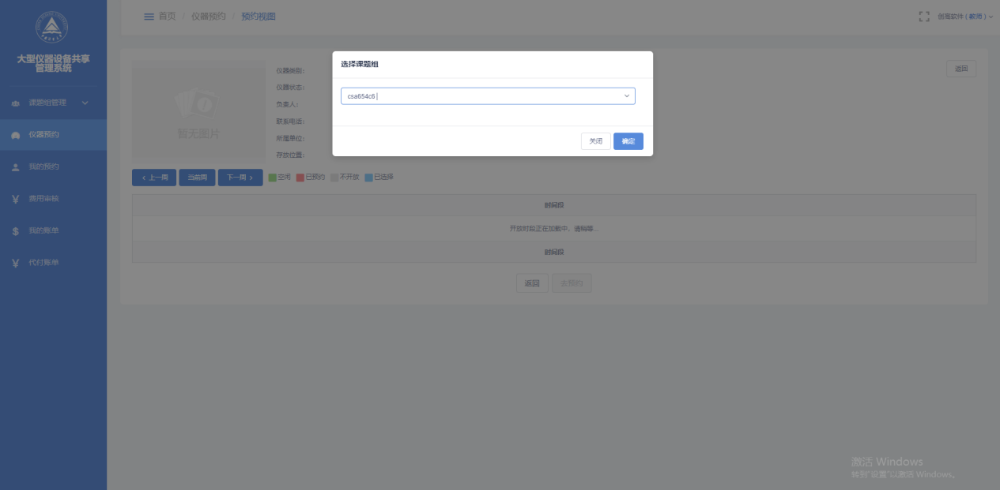 大型仪器设备共享
管理系统
课题组管理
仪器预约
我的预约
费用审核
我的账单
代付账单
首页 / 仪器预约 / 预约视图
创高软件 ( 教师 )
选择课题组
csa654c6
关闭 确定
暂无图片
仪器类别:
仪器状态:
负责人:
联系电话:
所属单位:
存放位置:
返回
上一周 当前周 下一周 空闲 已预约 不开放 已选择
时间段
开放时段正在加载中，请稍等...
时间段
返回 去预约
激活 Windows
转到"设置"以激活 Windows。